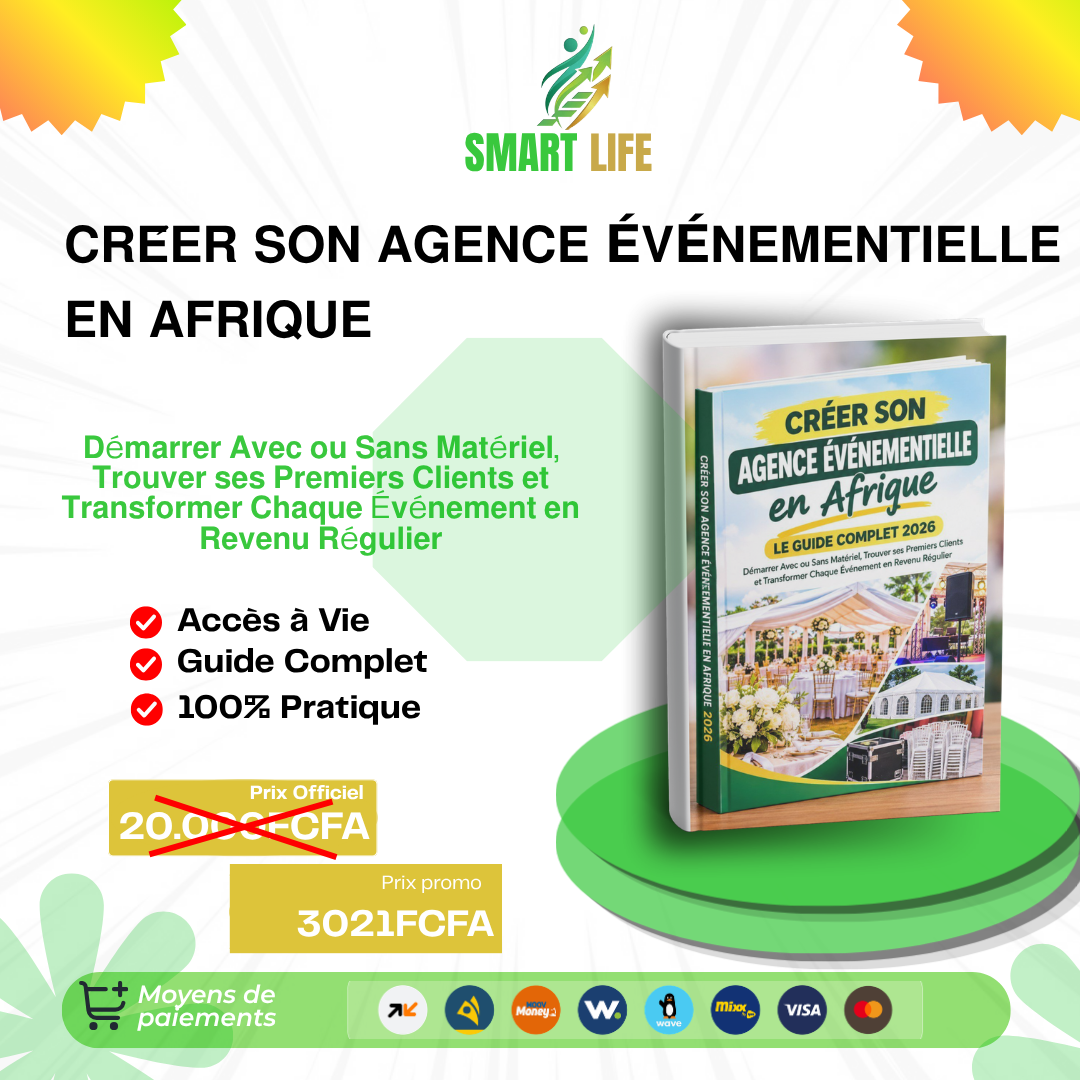 SMART LIFE
CRÉER SON AGENCE ÉVÉNEMENTIELLE
EN AFRIQUE
Démarrer Avec ou Sans Matériel,
Trouver ses Premiers Clients et
Transformer Chaque Événement en
Revenu Régulier
Accès à Vie
Guide Complet
100% Pratique
Prix Officiel
20.000FCFA
Prix promo
3021FCFA
CRÉER SON
AGENCE ÉVÉNEMENTIELLE
en Afrique
LE GUIDE COMPLET 2026
Démarrer Avec ou Sans Matériel, Trouver ses Premiers Clients
et Transformer Chaque Événement en Revenu Régulier
CRÉER SON AGENCE ÉVÉNEMENTIELLE EN AFRIQUE 2026
Moyens de
paiements
MOOV
Money
W.
wave
mixx
VISA